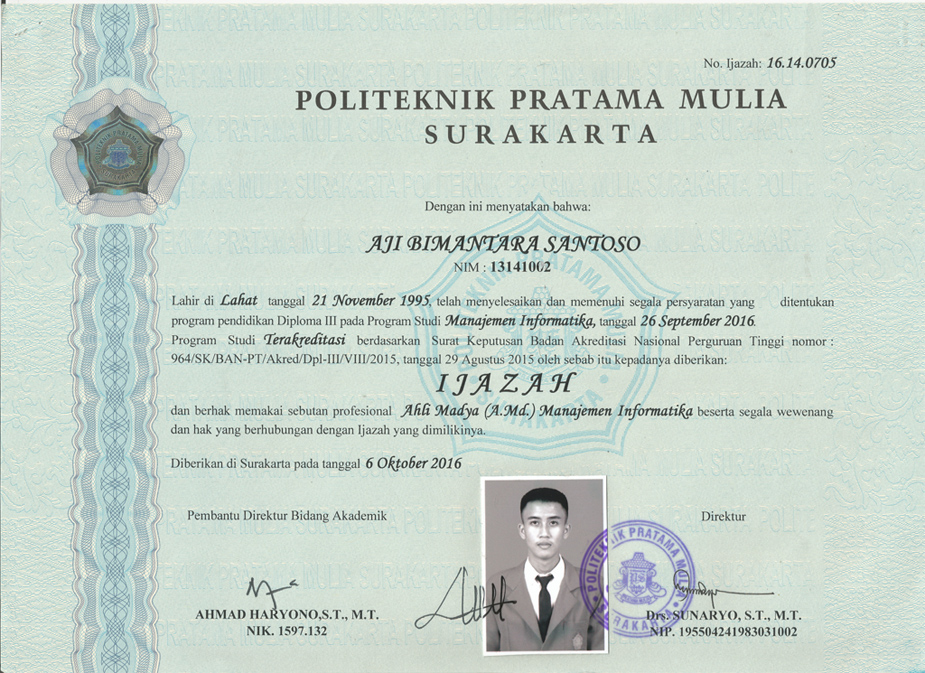 No. Ijazah: 16.14.0705
POLITEKNIK PRATAMA MULIA
SURAKARTA
Dengan ini menyatakan bahwa:
AJI BIMANTARA SANTOSO
NIM : 13141002
Lahir di Lahat tanggal 21 November 1995, telah menyelesaikan dan memenuhi segala persyaratan yang ditentukan
program pendidikan Diploma III pada Program Studi Manajemen Informatika, tanggal 26 September 2016.
Program Studi Terakreditasi berdasarkan Surat Keputusan Badan Akreditasi Nasional Perguruan Tinggi nomor :
964/SK/BAN-PT/Akred/Dpl-III/VIII/2015, tanggal 29 Agustus 2015 oleh sebab itu kepadanya diberikan:
IJAZAH
dan berhak memakai sebutan profesional Ahli Madya (A.Md.) Manajemen Informatika beserta segala wewenang
dan hak yang berhubungan dengan Ijazah yang dimilikinya.
Diberikan di Surakarta pada tanggal 6 Oktober 2016
Pembantu Direktur Bidang Akademik
Direktur
POLITEKNIK PRATAMA MULIA
SURAKARTA
AHMAD HARYONO,S.T., M.T.
NIK. 1597.132
Drs. SUNARYO, S.T., M.T.
NIP. 195504241983031002